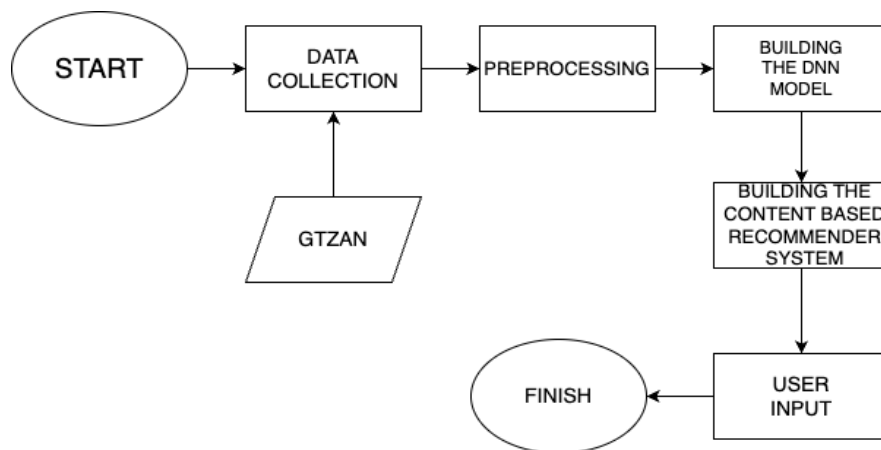 START
DATA
COLLECTION
PREPROCESSING
BUILDING
THE DNN
MODEL
GTZAN
BUILDING THE
CONTENT BASED
RECOMMENDER
SYSTEM
FINISH
USER
INPUT